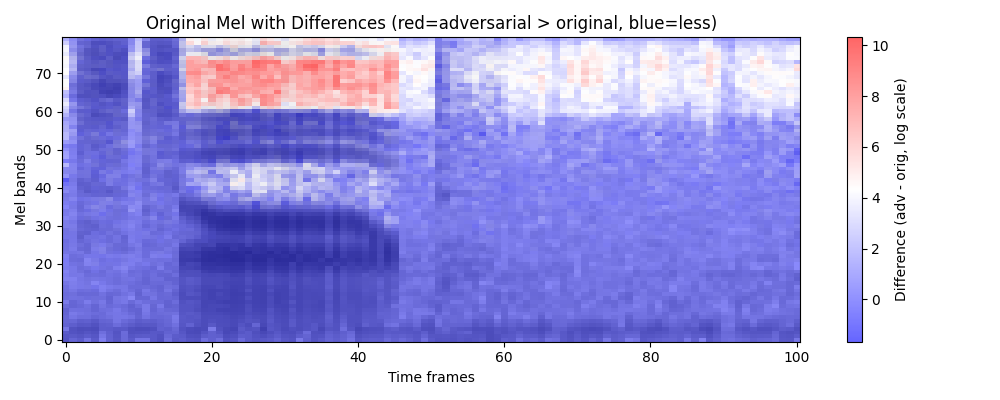 Original Mel with Differences (red=adversarial > original, blue=less)
Mel bands
70
60
50
40
30
20
10
0
0 20 40 60 80 100
Time frames
10
8
6
4
2
0
Difference (adv - orig, log scale)